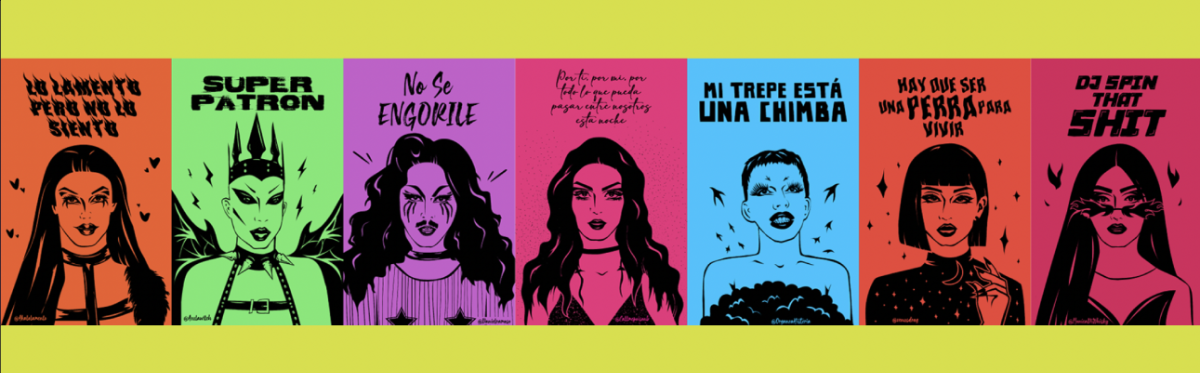 LO LAMENTO
PERO NO LO
SIENTO
SUPER
PATRON
No Se
ENGORILE
Por ti, por mi, por
todo lo que pueda
pasar entre nosotros
esta noche
MI TREPE ESTÁ
UNA CHIMBA
HAY QUE SER
UNA PERRA PARA
VIVIR
DJ SPIN
THAT
SHIT